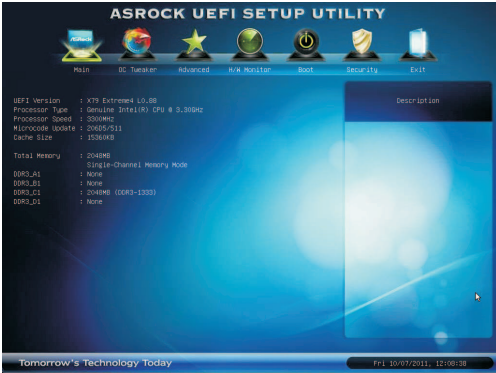 ASROCK UEFI SETUP UTILITY
ASRock
Main OC Tweaker Advanced H/W Monitor Boot Security Exit
UEFI Version : X79 Extreme4 L0.88
Processor Type : Genuine Intel(R) CPU @ 3.30GHz
Processor Speed : 3300MHz
Microcode Update : 206D5/511
Cache Size : 15360KB
Total Memory : 2048MB
Single-Channel Memory Mode
DDR3_A1 : None
DDR3_B1 : None
DDR3_C1 : 2048MB (DDR3-1333)
DDR3_D1 : None
Description
Tomorrow's Technology Today
Fri 10/07/2011, 12:08:38